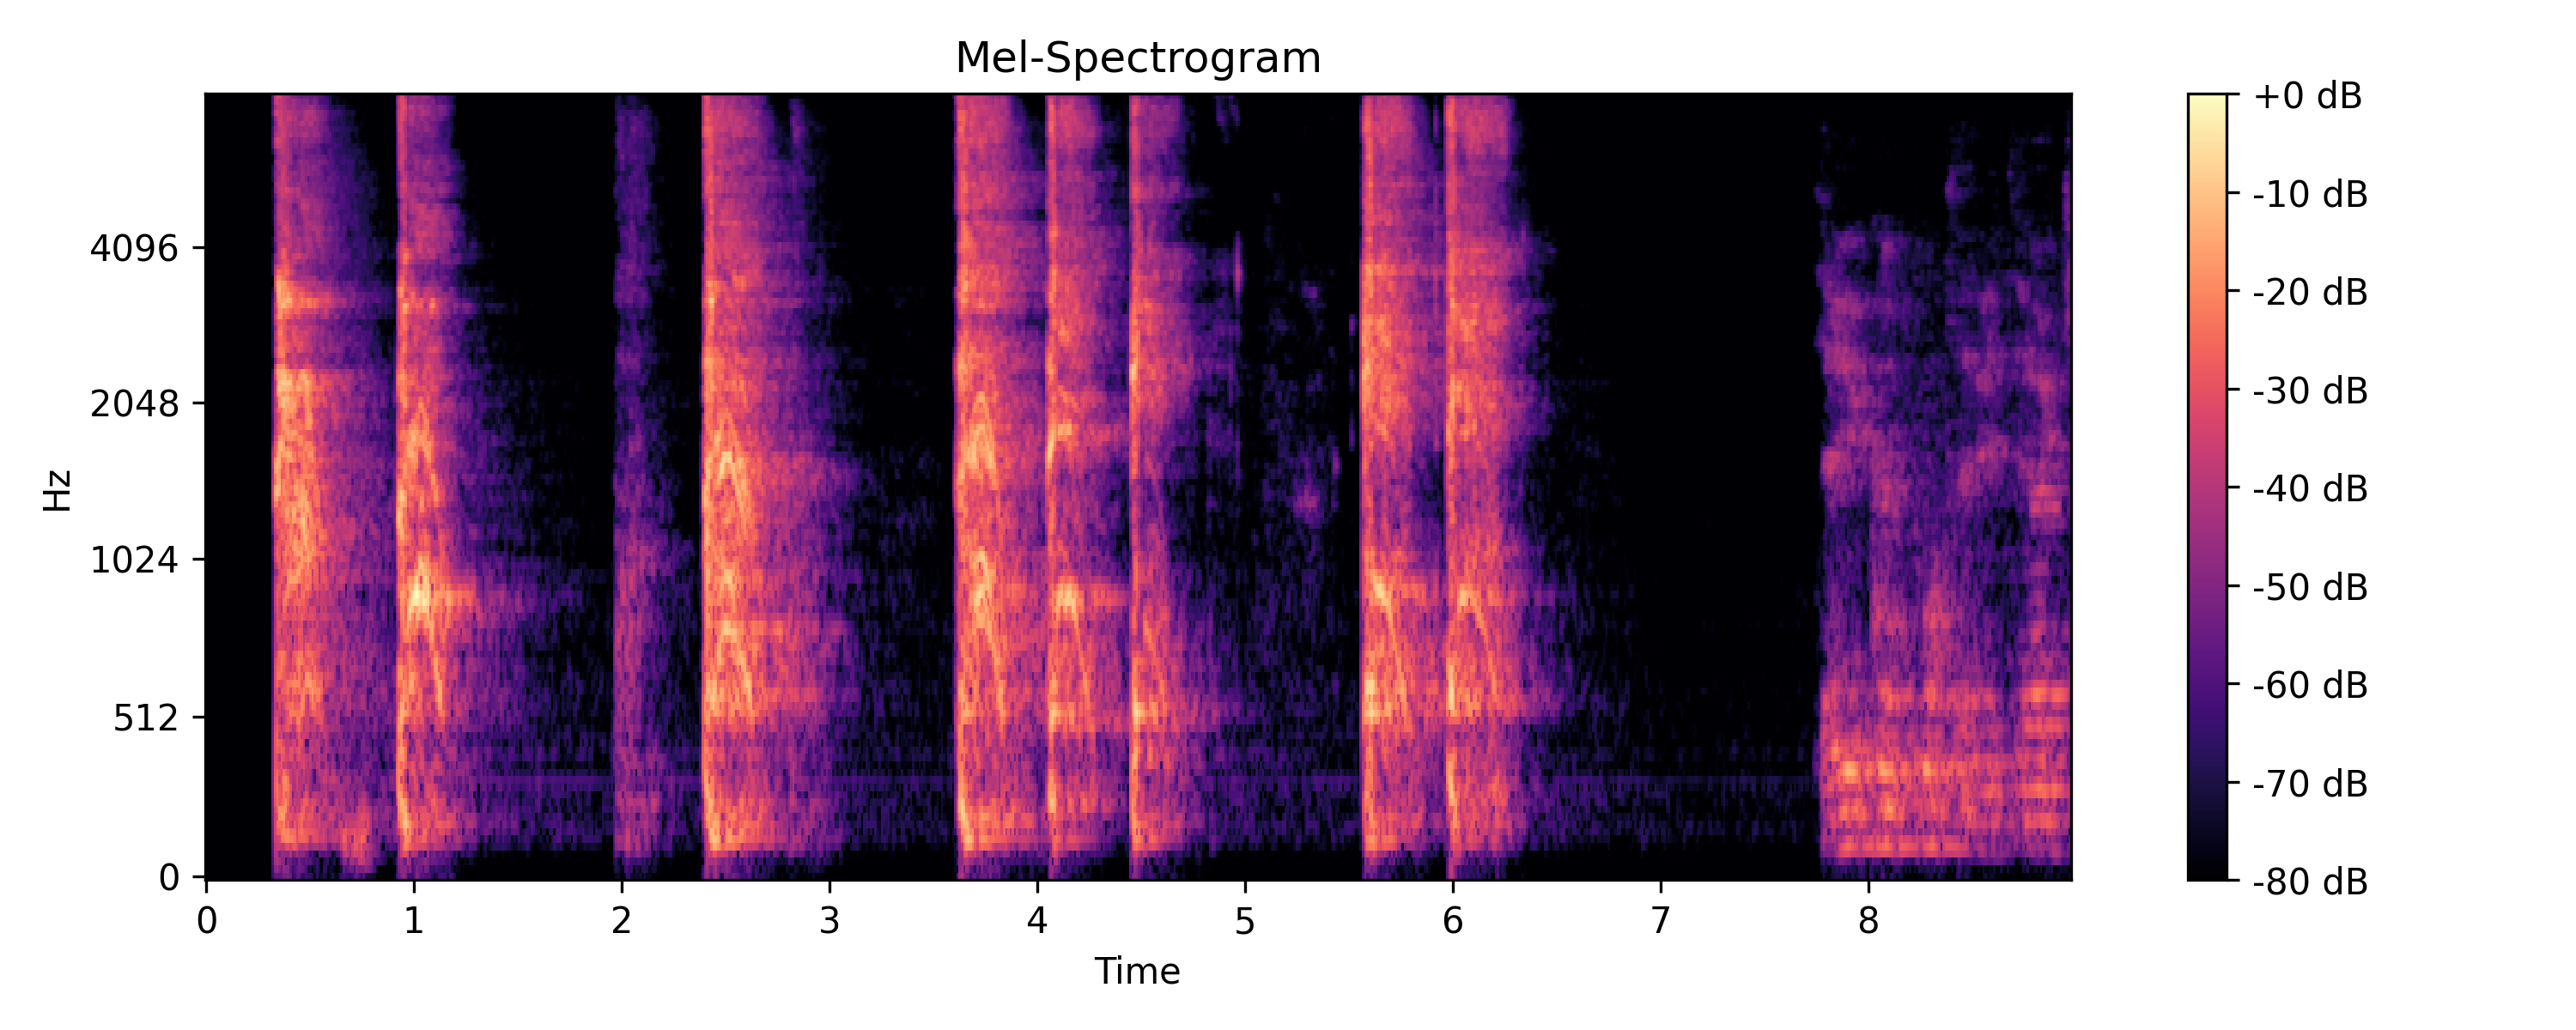 Mel-Spectrogram
+0 dB
-10 dB
-20 dB
-30 dB
-40 dB
-50 dB
-60 dB
-70 dB
-80 dB
4096
2048
1024
512
0
Hz
0 1 2 3 4 5 6 7 8
Time